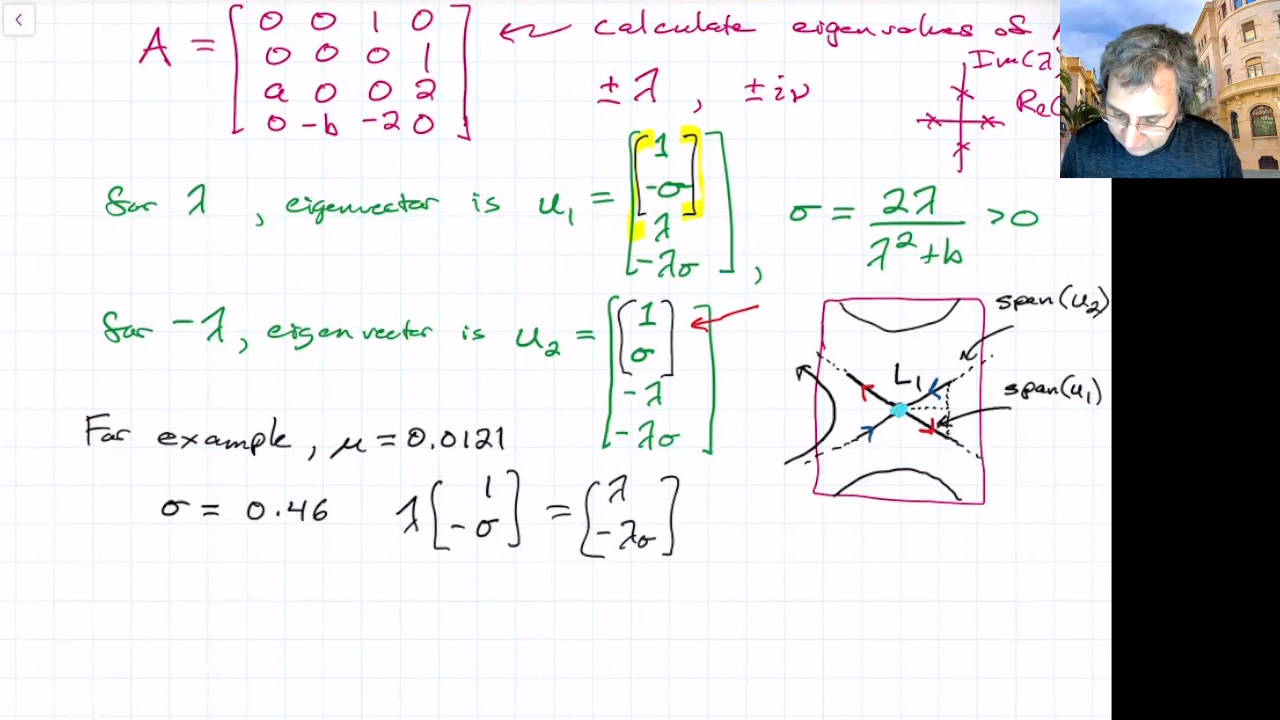 A = [ 0 0 1 0 ; 0 0 0 1 ; a 0 0 2 ; 0 -b -2 0 ] ← calculate eigenvalues of
± λ , ± iν
Im(λ
Re(
for λ , eigenvector is u₁ = [ 1 ; -σ ; λ ; -λσ ] , σ = 2λ / (λ² + b) > 0
for -λ, eigenvector is u₂ = [ 1 ; σ ; -λ ; -λσ ]
span(u₂)
L₁
span(u₁)
For example, μ = 0.0121
σ = 0.46 λ [ 1 ; -σ ] = [ λ ; -λσ ]